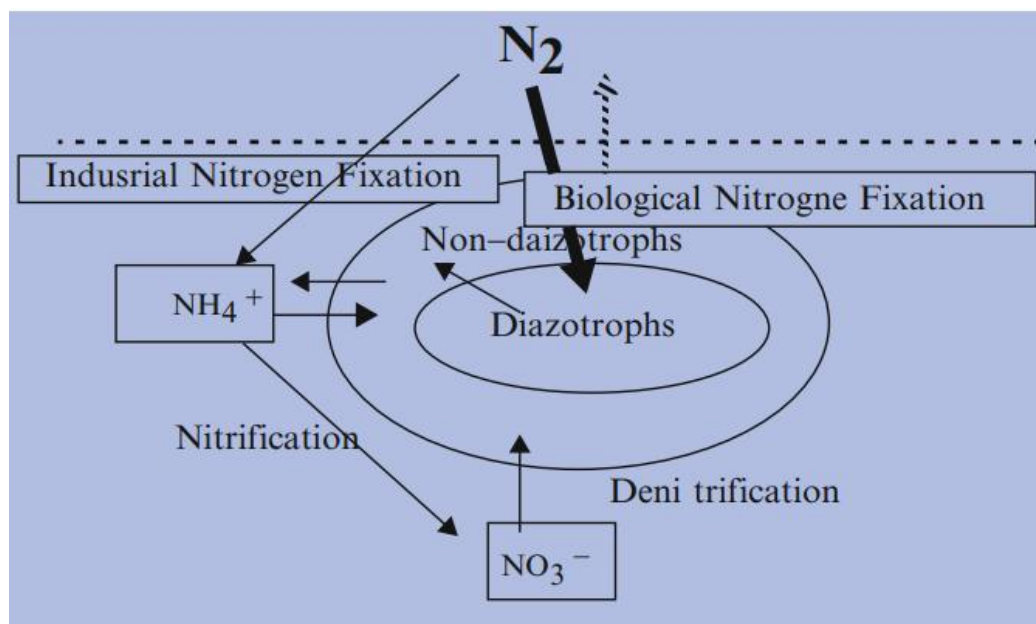 N2
Indusrial Nitrogen Fixation
Biological Nitrogne Fixation
Non–daizotrophs
NH4 +
Diazotrophs
Nitrification
Deni trification
NO3 −